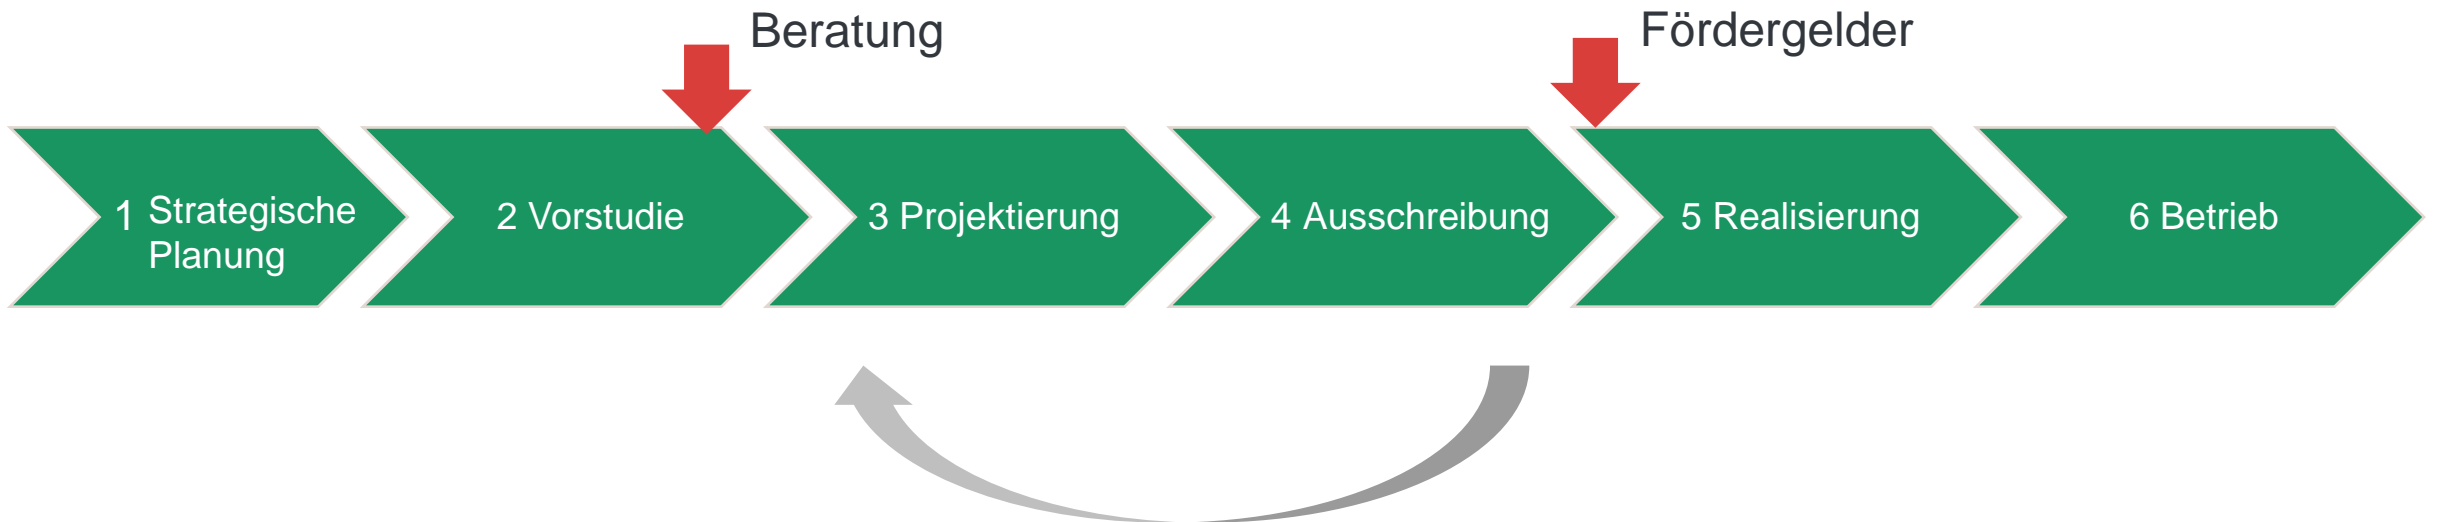 Beratung
Fördergelder
1 Strategische
Planung
2 Vorstudie
3 Projektierung
4 Ausschreibung
5 Realisierung
6 Betrieb